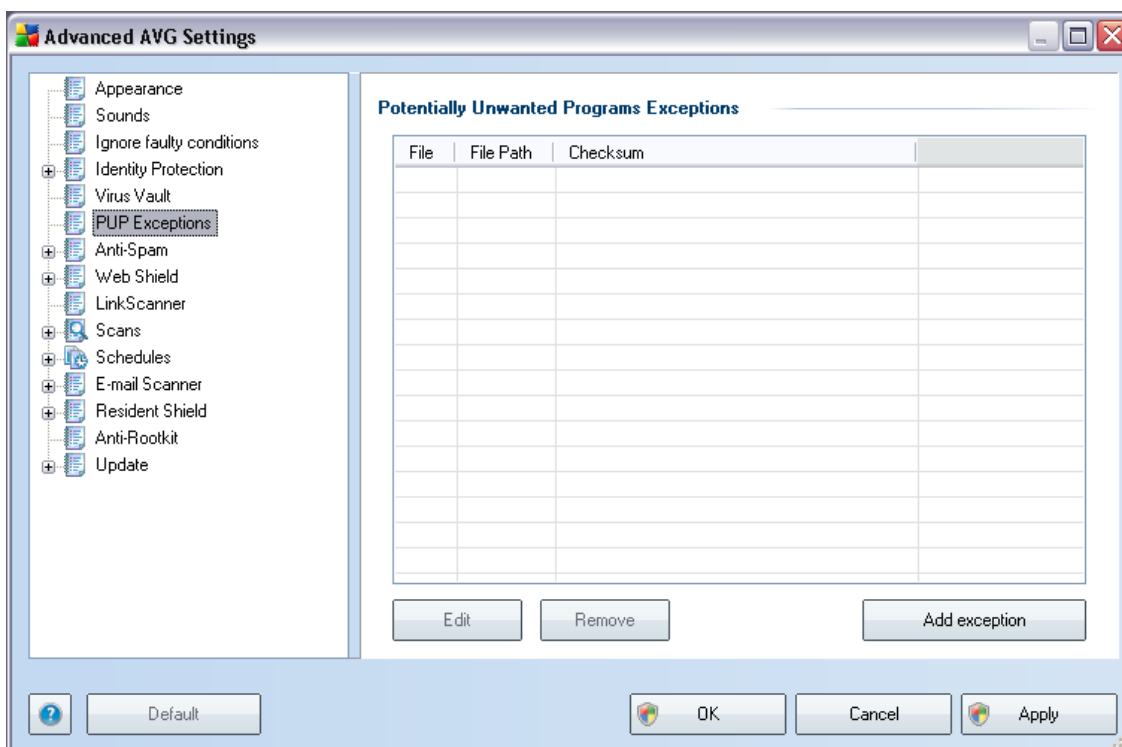 Advanced AVG Settings
Appearance
Sounds
Ignore faulty conditions
Identity Protection
Virus Vault
PUP Exceptions
Anti-Spam
Web Shield
LinkScanner
Scans
Schedules
E-mail Scanner
Resident Shield
Anti-Rootkit
Update
Potentially Unwanted Programs Exceptions
File File Path Checksum
Edit Remove Add exception
? Default OK Cancel Apply